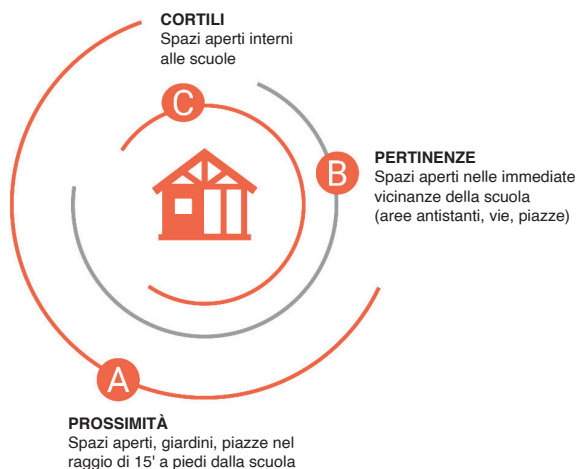 CORTILI
Spazi aperti interni
alle scuole
C
B
PERTINENZE
Spazi aperti nelle immediate
vicinanze della scuola
(aree antistanti, vie, piazze)
A
PROSSIMITÀ
Spazi aperti, giardini, piazze nel
raggio di 15' a piedi dalla scuola